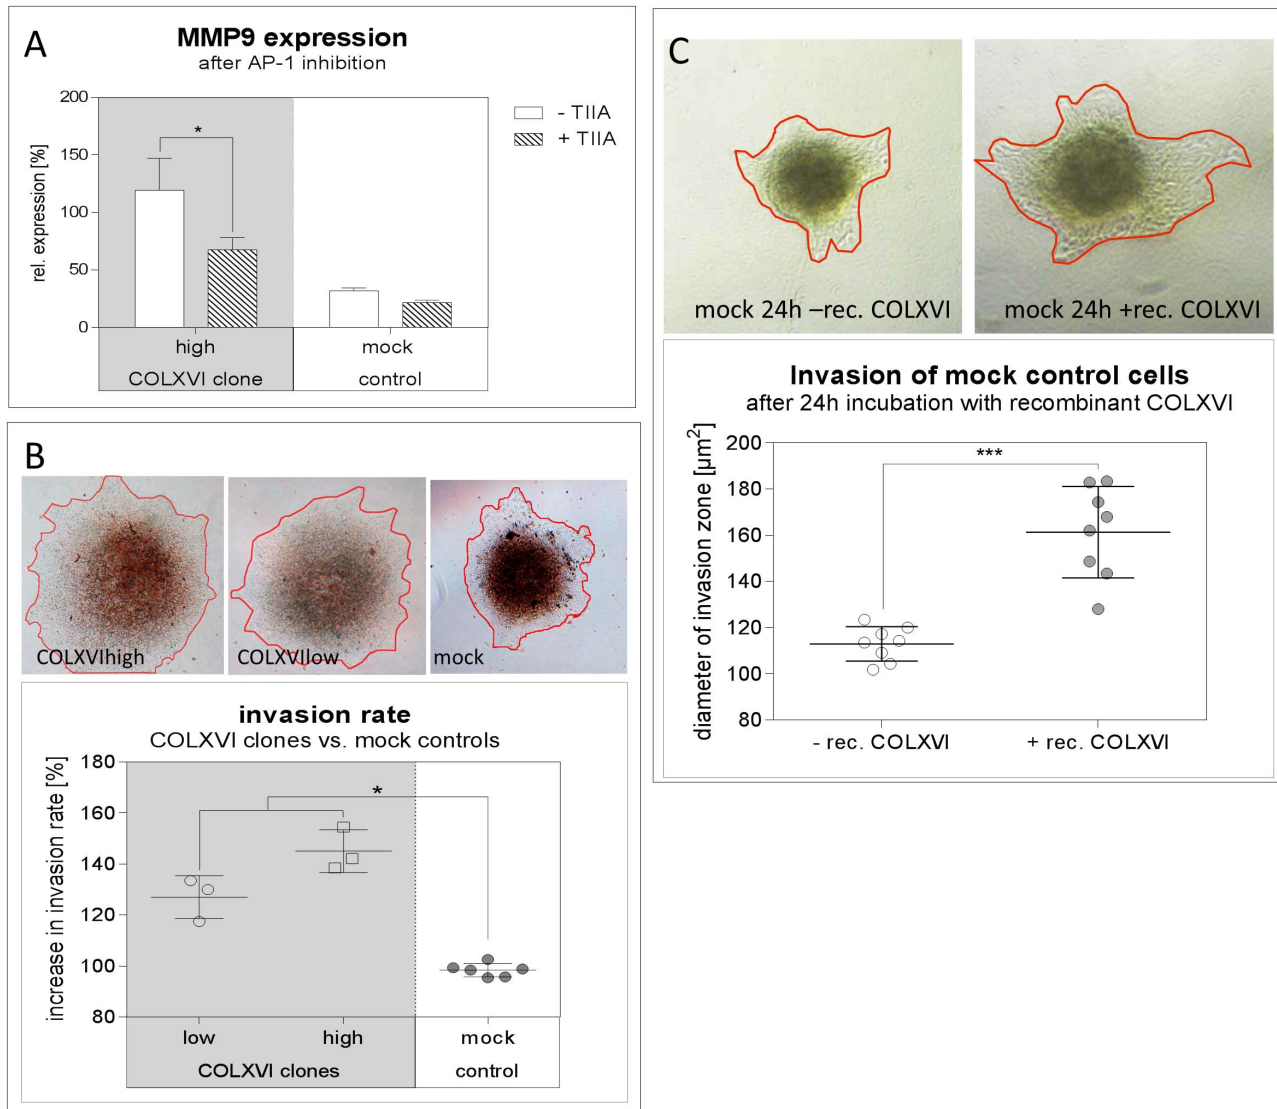 A
MMP9 expression
after AP-1 inhibition
rel. expression [%]
200
150
100
50
0
*
- TIIA
+ TIIA
high
mock
COLXVI clone
control
B
COLXVIhigh
COLXVIlow
mock
invasion rate
COLXVI clones vs. mock controls
increase in invasion rate [%]
180
160
140
120
100
80
*
low
high
mock
COLXVI clones
control
C
mock 24h –rec. COLXVI
mock 24h +rec. COLXVI
Invasion of mock control cells
after 24h incubation with recombinant COLXVI
diameter of invasion zone [µm²]
200
180
160
140
120
100
80
***
- rec. COLXVI
+ rec. COLXVI